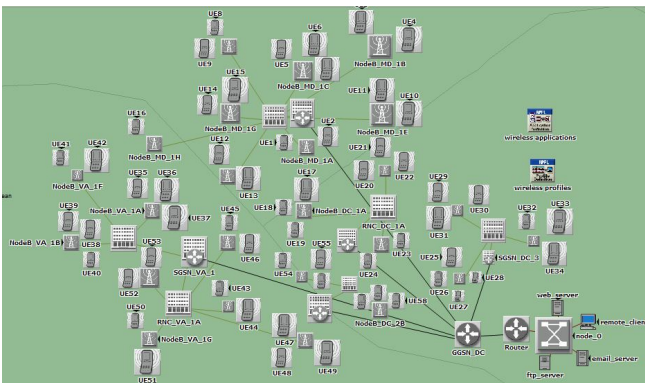 UE8
UE6
UE4
UE9
UE5
NodeB_MD_1B
UE15
NodeB_MD_1C
UE14
UE11
UE10
UE16
NodeB_MD_1G
UE2
NodeB_MD_1E
wireless applications
UE12
UE1
UE41
UE42
NodeB_MD_1H
NodeB_MD_1A
UE21
NodeB_VA_1F
UE35
UE36
UE13
UE17
UE20
UE22
UE29
wireless profiles
UE39
NodeB_VA_1A
UE37
UE45
UE18
NodeB_DC_1A
RNC_DC_1A
UE30
UE32
UE33
NodeB_VA_1B
UE38
UE53
UE19
UE55
UE23
UE31
UE40
SGSN_VA_1
UE46
UE54
UE24
UE25
SGSN_DC_3
UE34
UE52
UE43
UE26
UE28
UE27
UE50
RNC_VA_1A
UE44
UE58
NodeB_DC_2B
web_server
remote_clien
NodeB_VA_1G
UE47
GGSN_DC
Router
node_0
UE51
UE48
UE49
ftp_server
email_server